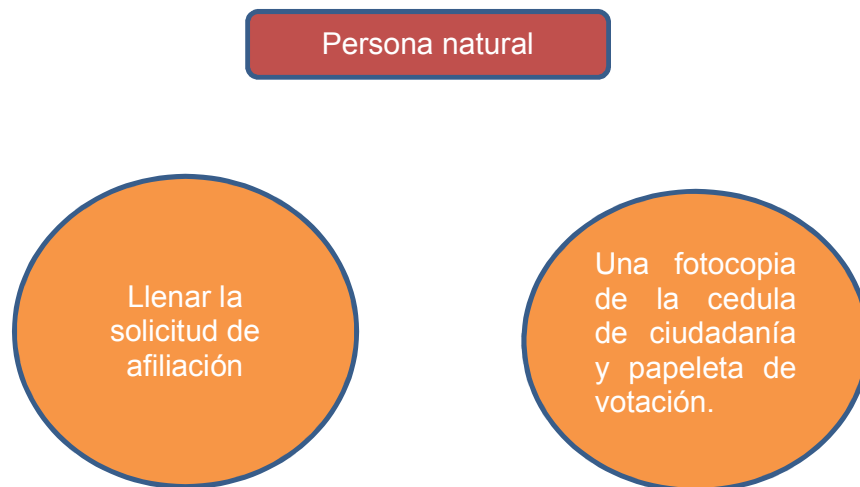 Persona natural
Llenar la
solicitud de
afiliación
Una fotocopia
de la cedula
de ciudadanía
y papeleta de
votación.